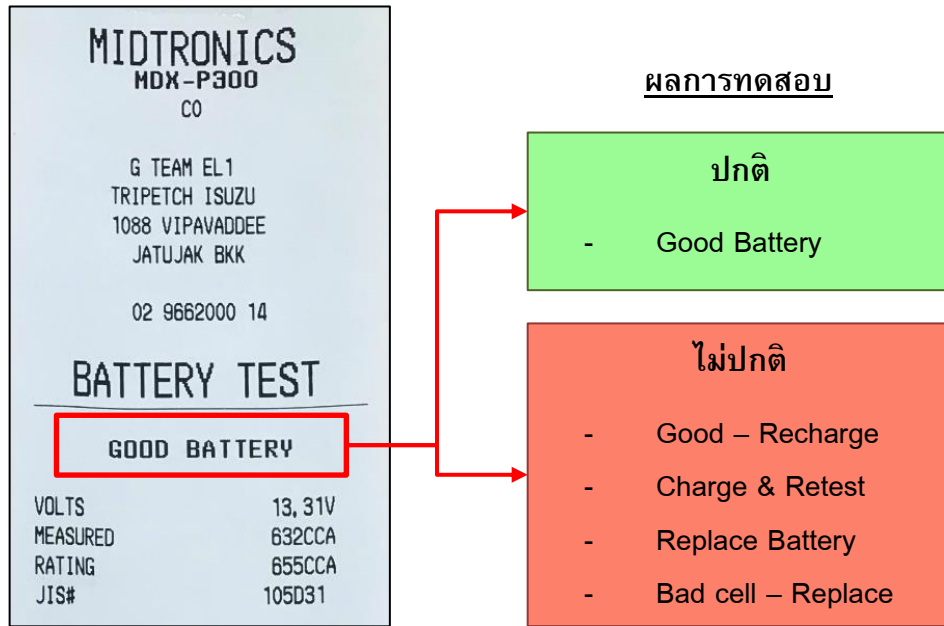 MIDTRONICS
MDX-P300
CO
G TEAM EL1
TRIPETCH ISUZU
1088 VIPAVADDEE
JATUJAK BKK
02 9662000 14
BATTERY TEST
GOOD BATTERY
VOLTS 13,31V
MEASURED 632CCA
RATING 655CCA
JIS# 105D31
ผลการทดสอบ
ปกติ
- Good Battery
ไม่ปกติ
- Good – Recharge
- Charge & Retest
- Replace Battery
- Bad cell – Replace